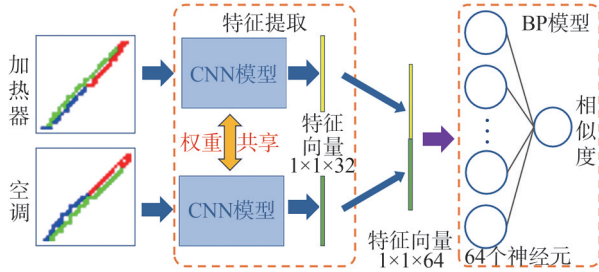 加热器
空调
特征提取
CNN模型
权重共享
CNN模型
特征
向量
1×1×32
特征向量
1×1×64
BP模型
相似度
64个神经元